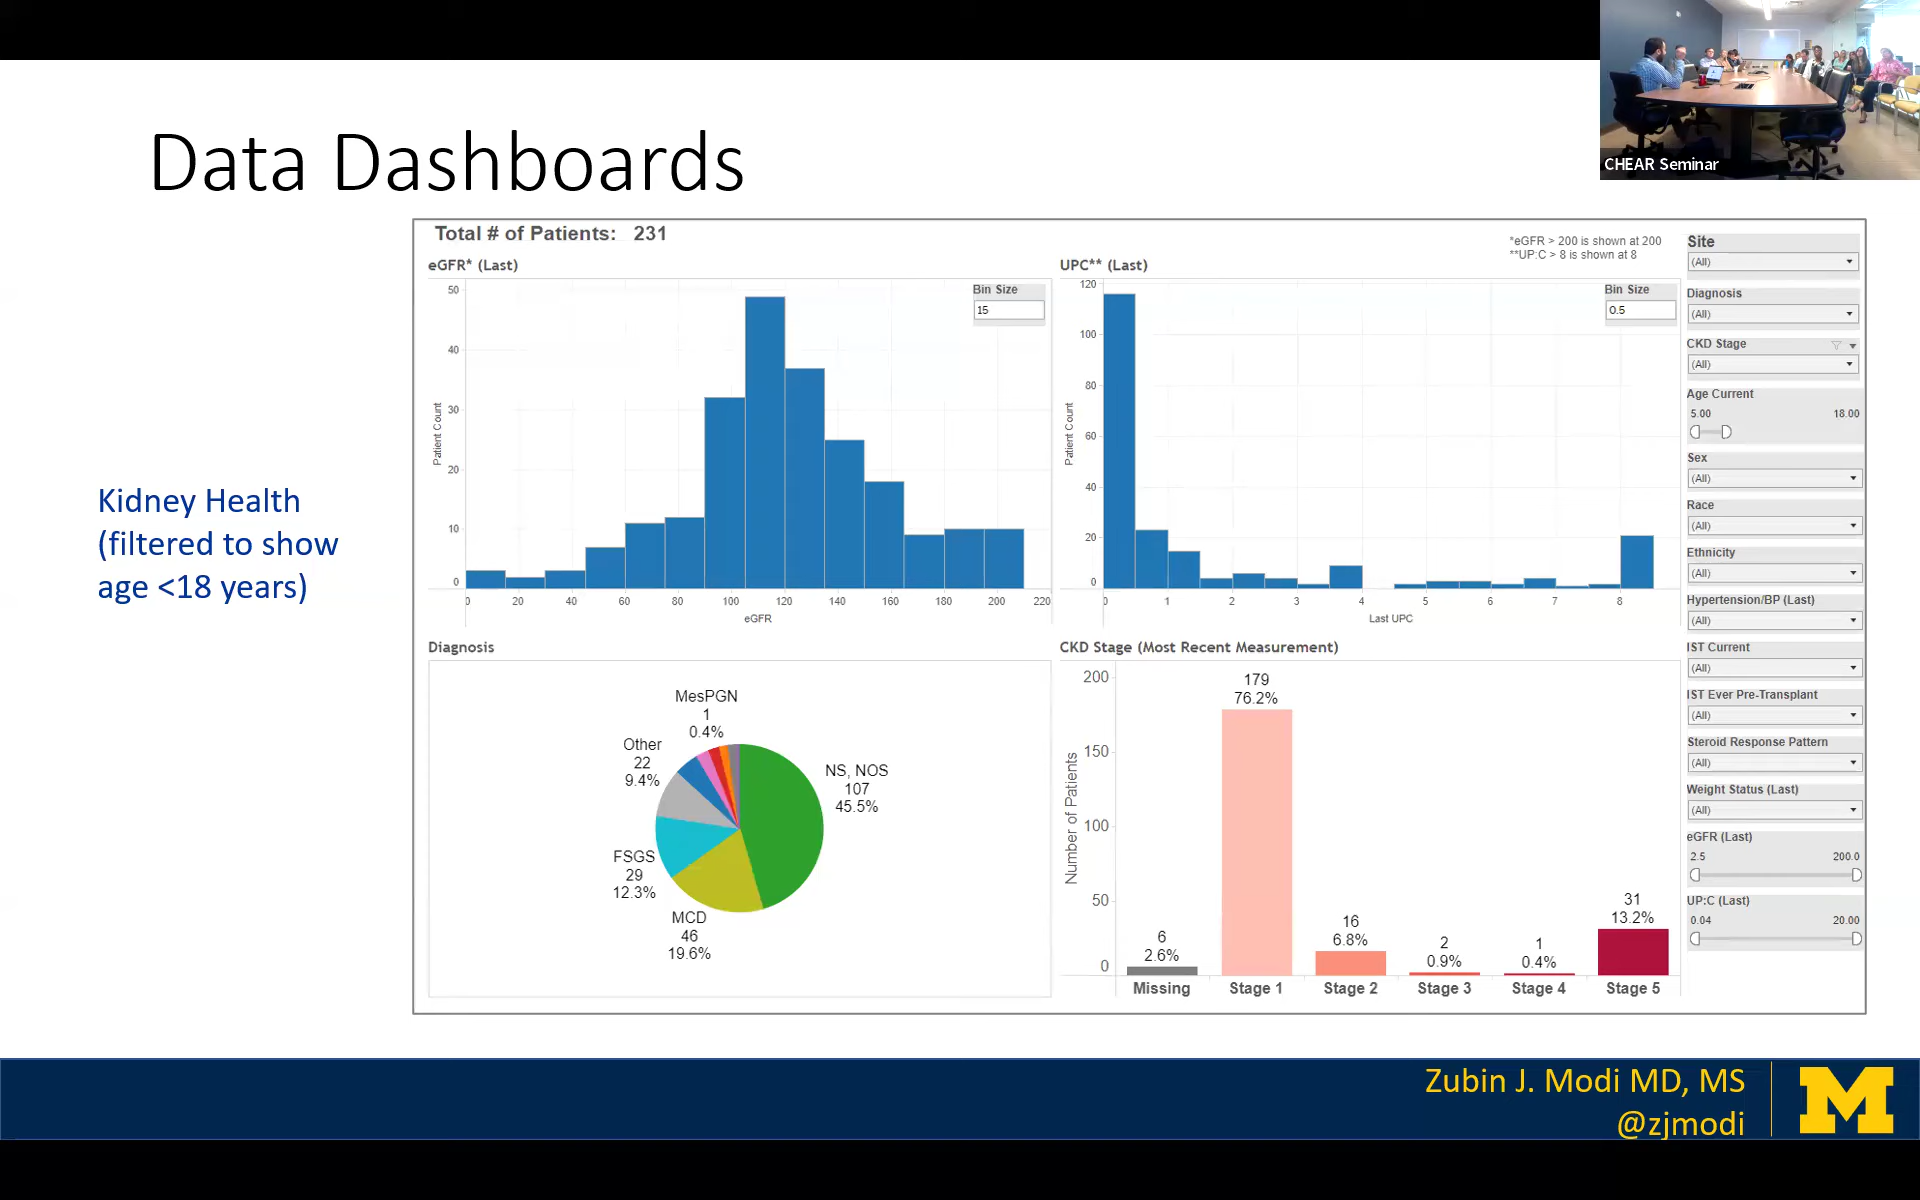 CHEAR Seminar
Data Dashboards
Kidney Health
(filtered to show
age <18 years)
Total # of Patients: 231
*eGFR > 200 is shown at 200
**UP:C > 8 is shown at 8
eGFR* (Last)
Bin Size
15
50
40
30
20
10
0
Patient Count
0 20 40 60 80 100 120 140 160 180 200 220
eGFR
UPC** (Last)
Bin Size
0.5
120
100
80
60
40
20
0
Patient Count
0 1 2 3 4 5 6 7 8
Last UPC
Diagnosis
MesPGN
1
0.4%
Other
22
9.4%
NS, NOS
107
45.5%
FSGS
29
12.3%
MCD
46
19.6%
CKD Stage (Most Recent Measurement)
200
150
100
50
0
Number of Patients
6
2.6%
179
76.2%
16
6.8%
2
0.9%
1
0.4%
31
13.2%
Missing Stage 1 Stage 2 Stage 3 Stage 4 Stage 5
Site
(All)
Diagnosis
(All)
CKD Stage
(All)
Age Current
5.00 18.00
Sex
(All)
Race
(All)
Ethnicity
(All)
Hypertension/BP (Last)
(All)
IST Current
(All)
IST Ever Pre-Transplant
(All)
Steroid Response Pattern
(All)
Weight Status (Last)
(All)
eGFR (Last)
2.5 200.0
UP:C (Last)
0.04 20.00
Zubin J. Modi MD, MS
@zjmodi
M